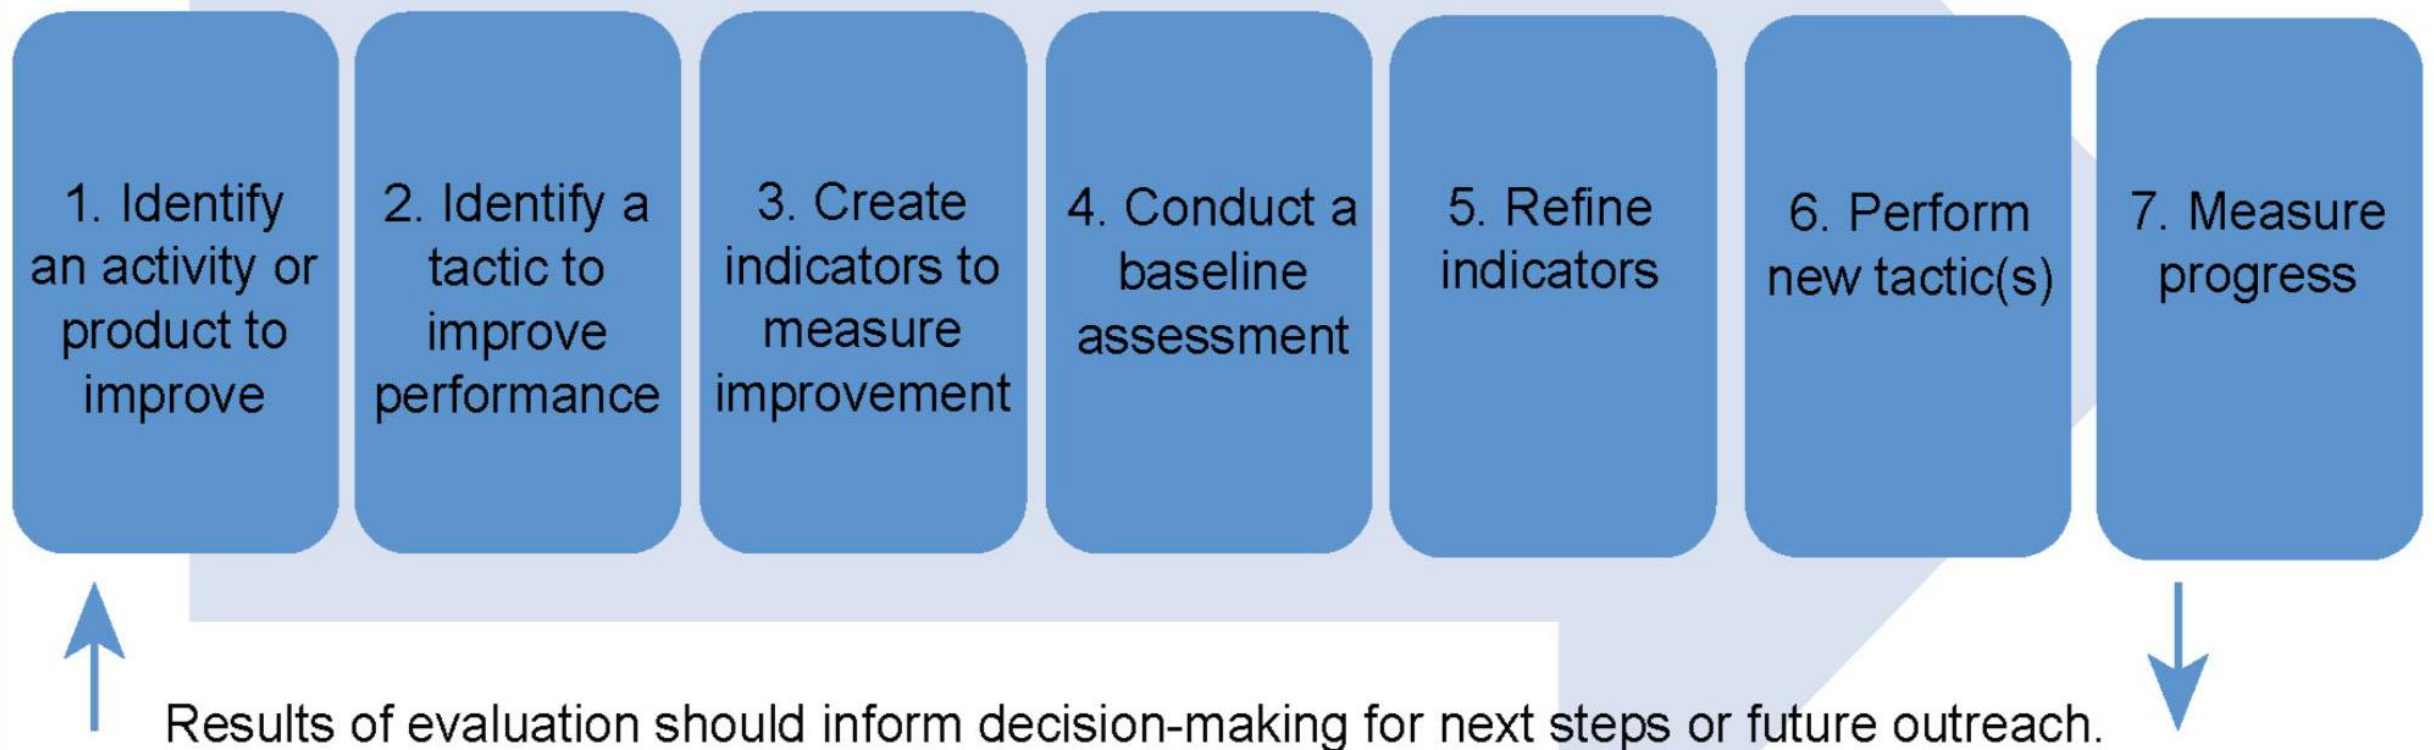 1. Identify
an activity or
product to
improve
2. Identify a
tactic to
improve
performance
3. Create
indicators to
measure
improvement
4. Conduct a
baseline
assessment
5. Refine
indicators
6. Perform
new tactic(s)
7. Measure
progress
Results of evaluation should inform decision-making for next steps or future outreach.